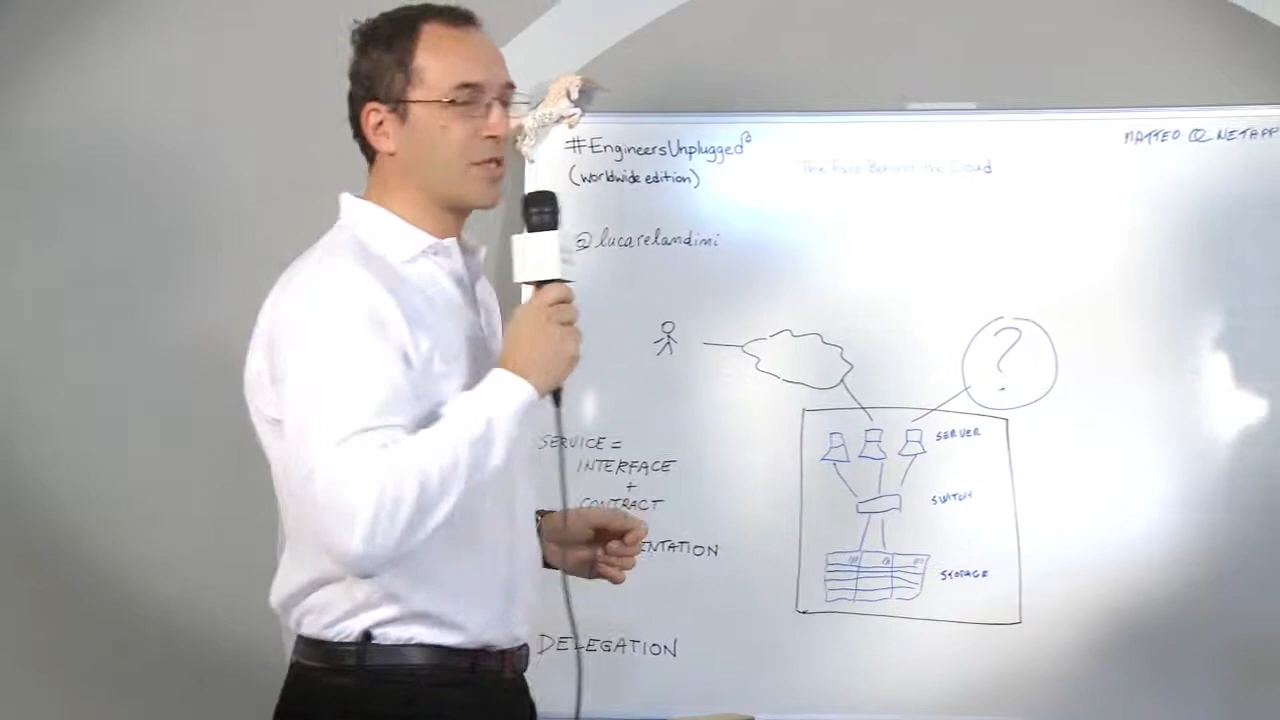 #EngineersUnplugged
(worldwide edition)
The Face Behind the Cloud
MATTEO @ NETAPP
@lucarelandini
?
SERVICE =
INTERFACE
+
CONTRACT
ENTATION
DELEGATION
SERVER
SWITCH
STORAGE